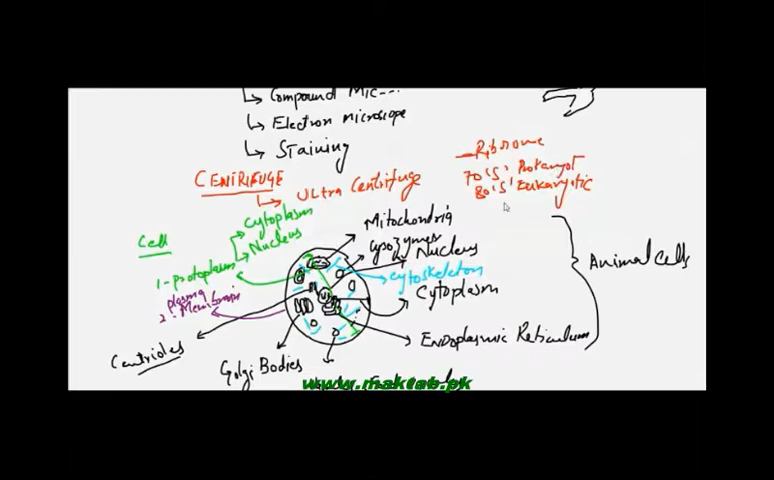 Compound Mic---
Electron microscope
Staining
CENTRIFUGE
Ultra Centrifuge
Ribosome
70 'S' Prokaryot
80 'S' Eukaryotic
Cell
Cytoplasm
Nucleus
1-protoplasm
plasma
2. Membrain
Mitochondria
Lysozymes
Nucleus
Cytoskeleton
Cytoplasm
Endoplasmic Reticulum
Animal Cells
Centrioles
Golgi Bodies
www.maktab.pk